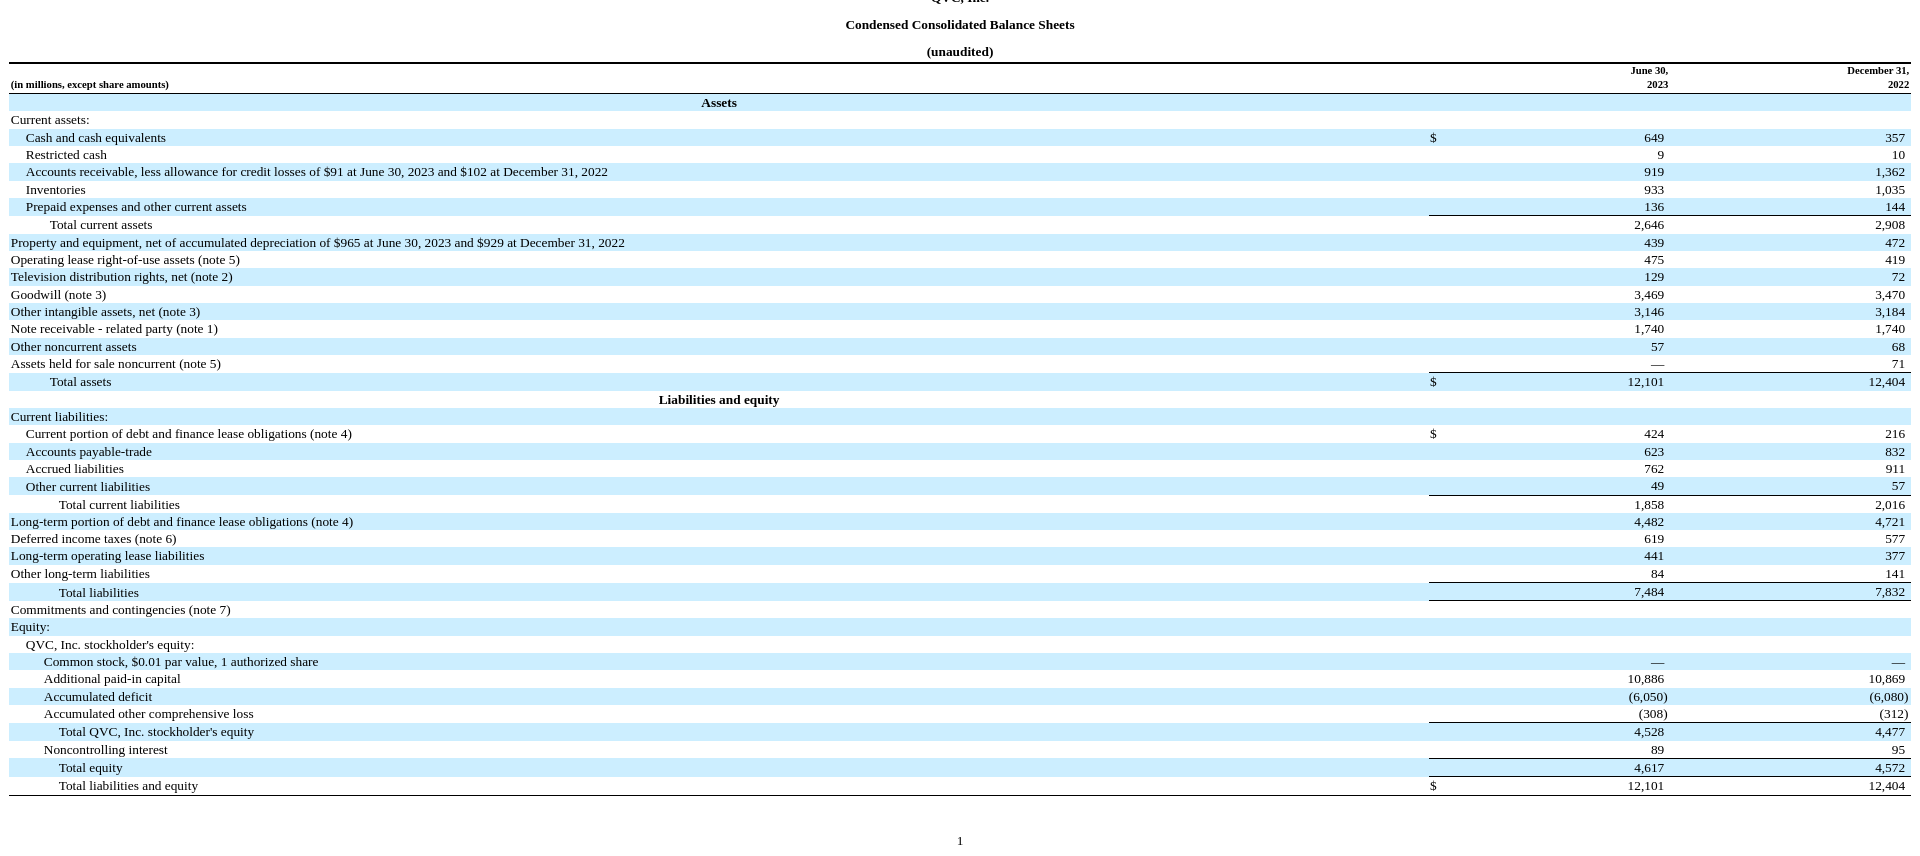 QVC, Inc.
Condensed Consolidated Balance Sheets
(unaudited)
(in millions, except share amounts) June 30, 2023 December 31, 2022
Assets
Current assets:
Cash and cash equivalents $ 649 357
Restricted cash 9 10
Accounts receivable, less allowance for credit losses of $91 at June 30, 2023 and $102 at December 31, 2022 919 1,362
Inventories 933 1,035
Prepaid expenses and other current assets 136 144
Total current assets 2,646 2,908
Property and equipment, net of accumulated depreciation of $965 at June 30, 2023 and $929 at December 31, 2022 439 472
Operating lease right-of-use assets (note 5) 475 419
Television distribution rights, net (note 2) 129 72
Goodwill (note 3) 3,469 3,470
Other intangible assets, net (note 3) 3,146 3,184
Note receivable - related party (note 1) 1,740 1,740
Other noncurrent assets 57 68
Assets held for sale noncurrent (note 5) — 71
Total assets $ 12,101 12,404
Liabilities and equity
Current liabilities:
Current portion of debt and finance lease obligations (note 4) $ 424 216
Accounts payable-trade 623 832
Accrued liabilities 762 911
Other current liabilities 49 57
Total current liabilities 1,858 2,016
Long-term portion of debt and finance lease obligations (note 4) 4,482 4,721
Deferred income taxes (note 6) 619 577
Long-term operating lease liabilities 441 377
Other long-term liabilities 84 141
Total liabilities 7,484 7,832
Commitments and contingencies (note 7)
Equity:
QVC, Inc. stockholder's equity:
Common stock, $0.01 par value, 1 authorized share — —
Additional paid-in capital 10,886 10,869
Accumulated deficit (6,050) (6,080)
Accumulated other comprehensive loss (308) (312)
Total QVC, Inc. stockholder's equity 4,528 4,477
Noncontrolling interest 89 95
Total equity 4,617 4,572
Total liabilities and equity $ 12,101 12,404
1